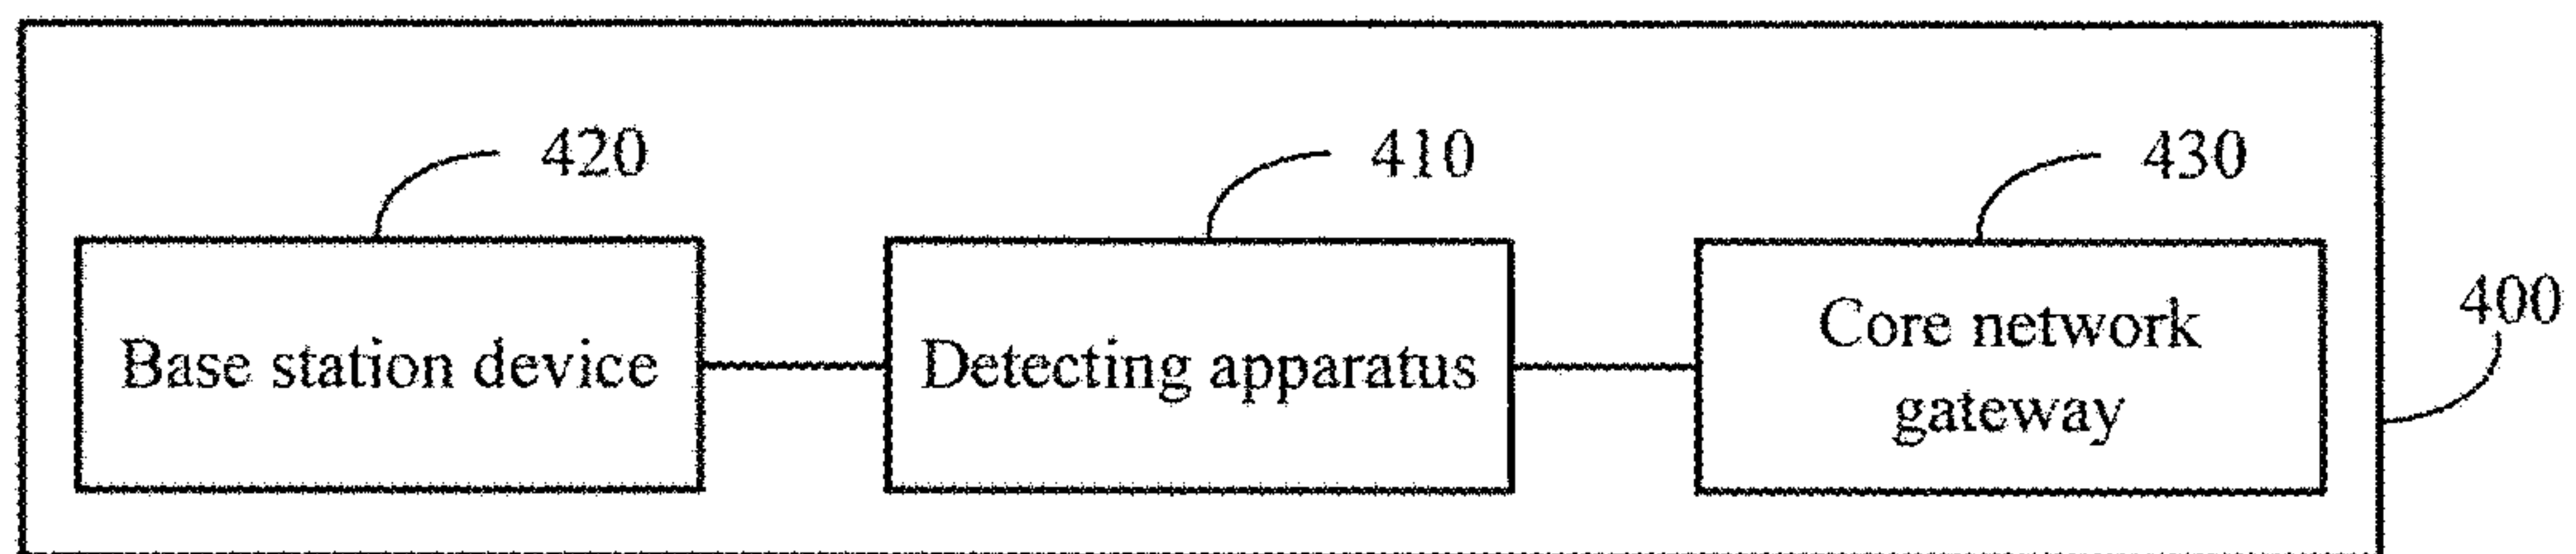 420
410
430
400
Base station device
Detecting apparatus
Core network
gateway